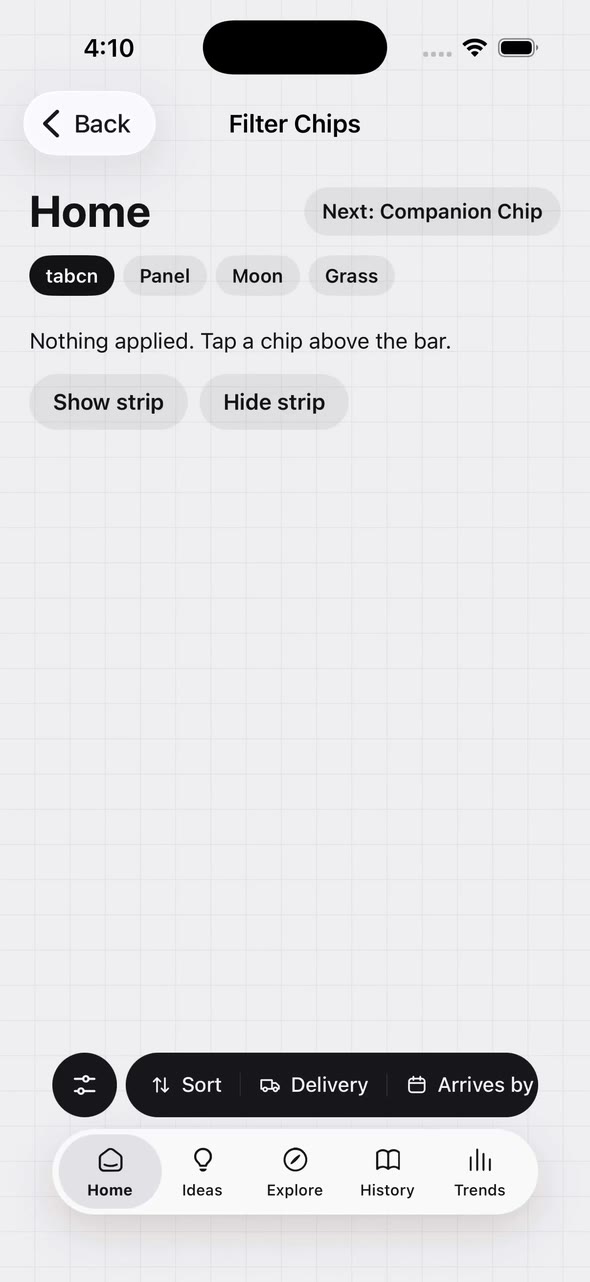 4:10
Back
Filter Chips
Home
Next: Companion Chip
tabcn
Panel
Moon
Grass
Nothing applied. Tap a chip above the bar.
Show strip
Hide strip
Sort
Delivery
Arrives by
Home
Ideas
Explore
History
Trends